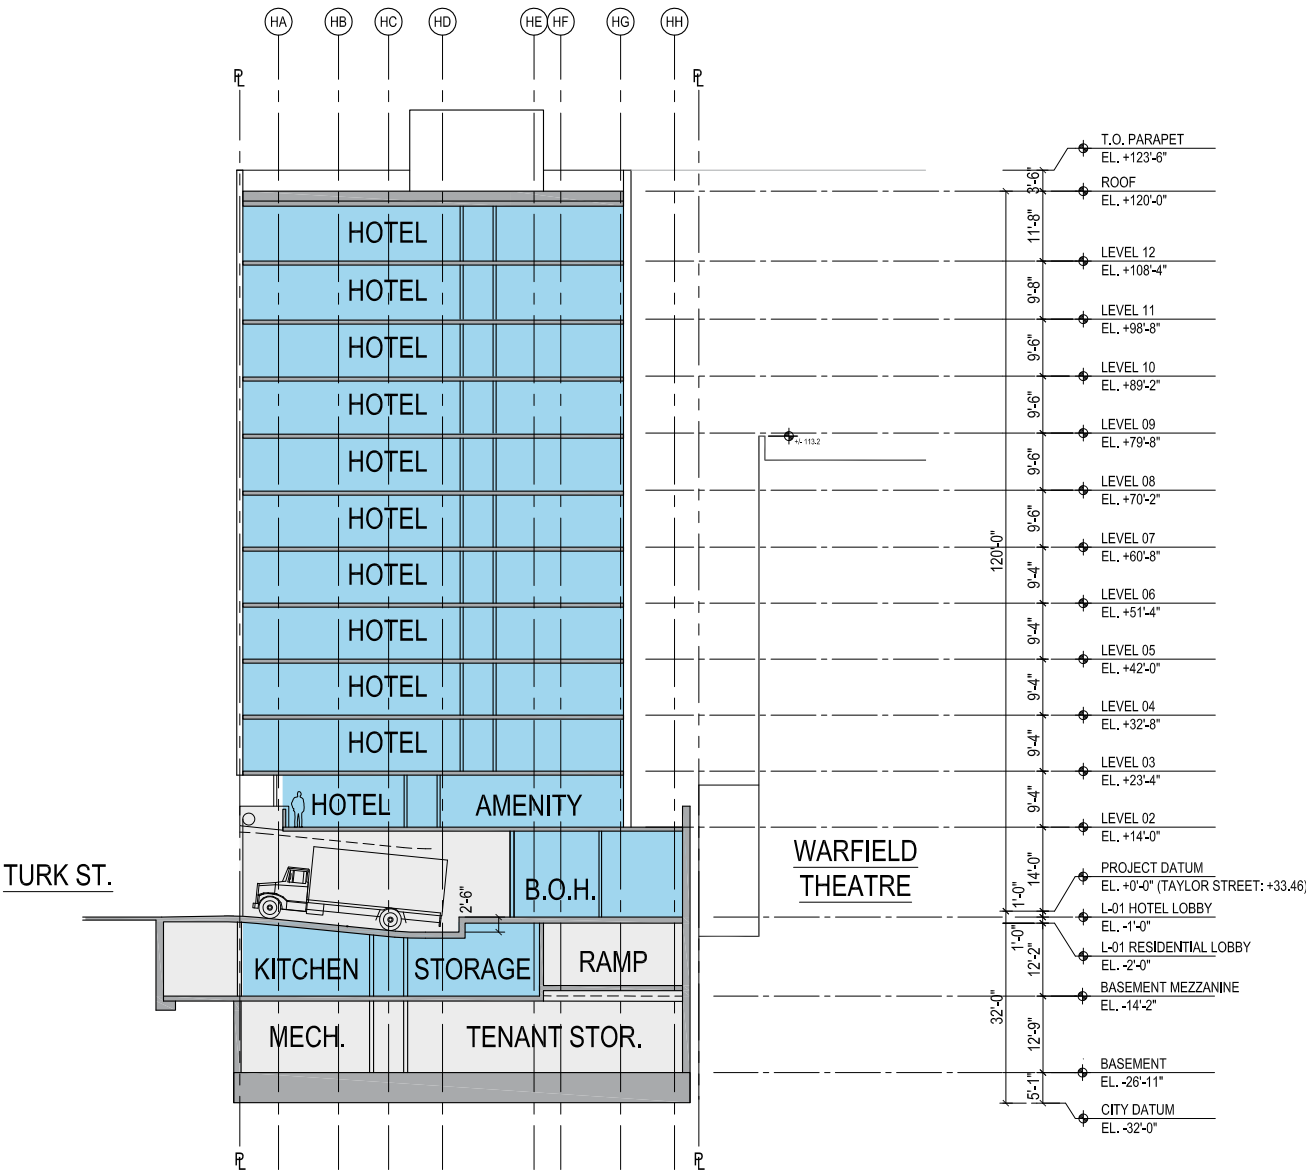 HA HB HC HD HE HF HG HH
PL PL
T.O. PARAPET
EL. +123'-6"
3'-6"
ROOF
EL. +120'-0"
11'-8"
HOTEL
LEVEL 12
EL. +108'-4"
9'-8"
HOTEL
LEVEL 11
EL. +98'-8"
9'-6"
HOTEL
LEVEL 10
EL. +89'-2"
9'-6"
HOTEL
LEVEL 09
EL. +79'-8"
+/- 113.2
9'-6"
HOTEL
LEVEL 08
EL. +70'-2"
9'-6"
HOTEL
LEVEL 07
EL. +60'-8"
120'-0"
9'-4"
HOTEL
LEVEL 06
EL. +51'-4"
9'-4"
HOTEL
LEVEL 05
EL. +42'-0"
9'-4"
HOTEL
LEVEL 04
EL. +32'-8"
9'-4"
HOTEL
LEVEL 03
EL. +23'-4"
9'-4"
HOTEL AMENITY
LEVEL 02
EL. +14'-0"
14'-0"
WARFIELD
THEATRE
TURK ST.
B.O.H.
2'-6"
PROJECT DATUM
EL. +0'-0" (TAYLOR STREET: +33.46)
1'-0"
L-01 HOTEL LOBBY
EL. -1'-0"
1'-0"
L-01 RESIDENTIAL LOBBY
EL. -2'-0"
12'-2"
KITCHEN STORAGE RAMP
BASEMENT MEZZANINE
EL. -14'-2"
32'-0"
12'-9"
MECH. TENANT STOR.
BASEMENT
EL. -26'-11"
5'-1"
CITY DATUM
EL. -32'-0"
PL PL